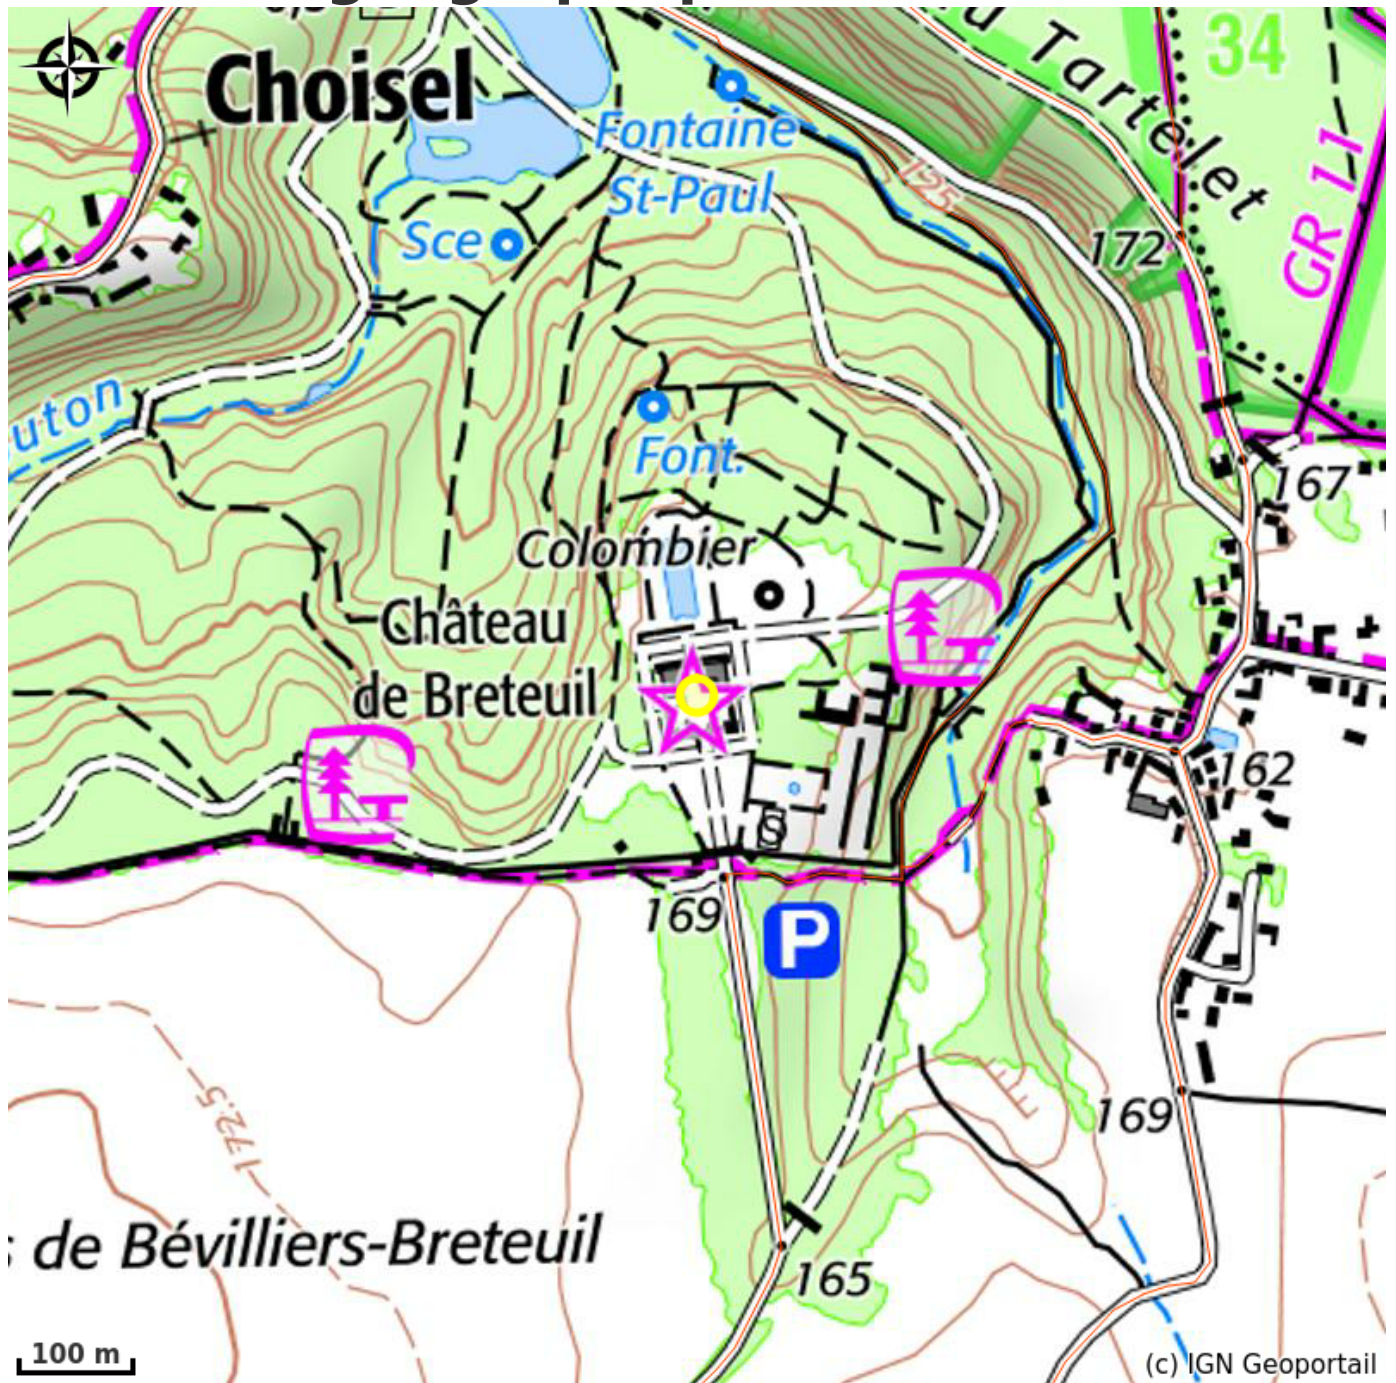 Choisel
34
Tartelet
Fontaine
St-Paul
125
GR 11
Sce
172
uton
Font.
167
Colombier
Château
de Breteuil
162
169
P
172.5
169
de Bévilliers-Breteuil
165
100 m
(c) IGN Geoportail